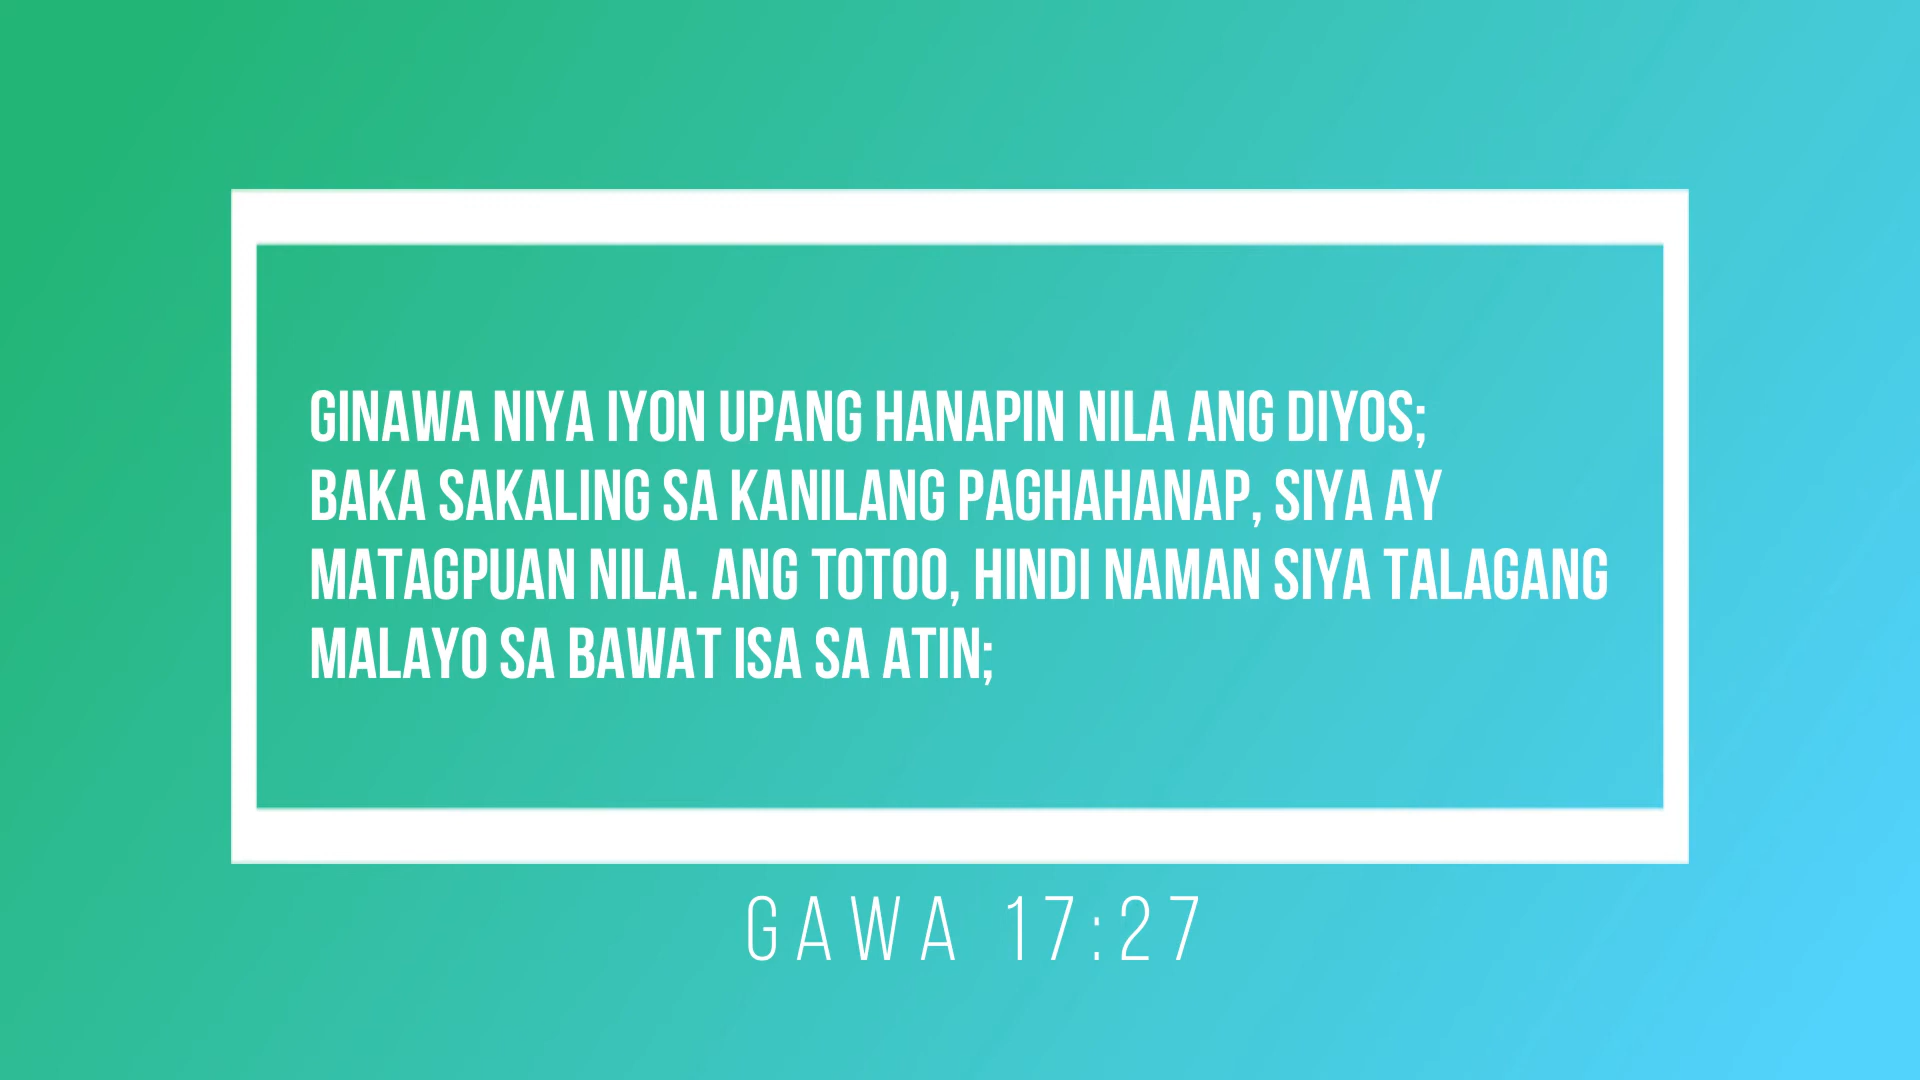 GINAWA NIYA IYON UPANG HANAPIN NILA ANG DIYOS;
BAKA SAKALING SA KANILANG PAGHAHANAP, SIYA AY
MATAGPUAN NILA. ANG TOTOO, HINDI NAMAN SIYA TALAGANG
MALAYO SA BAWAT ISA SA ATIN;
GAWA 17:27